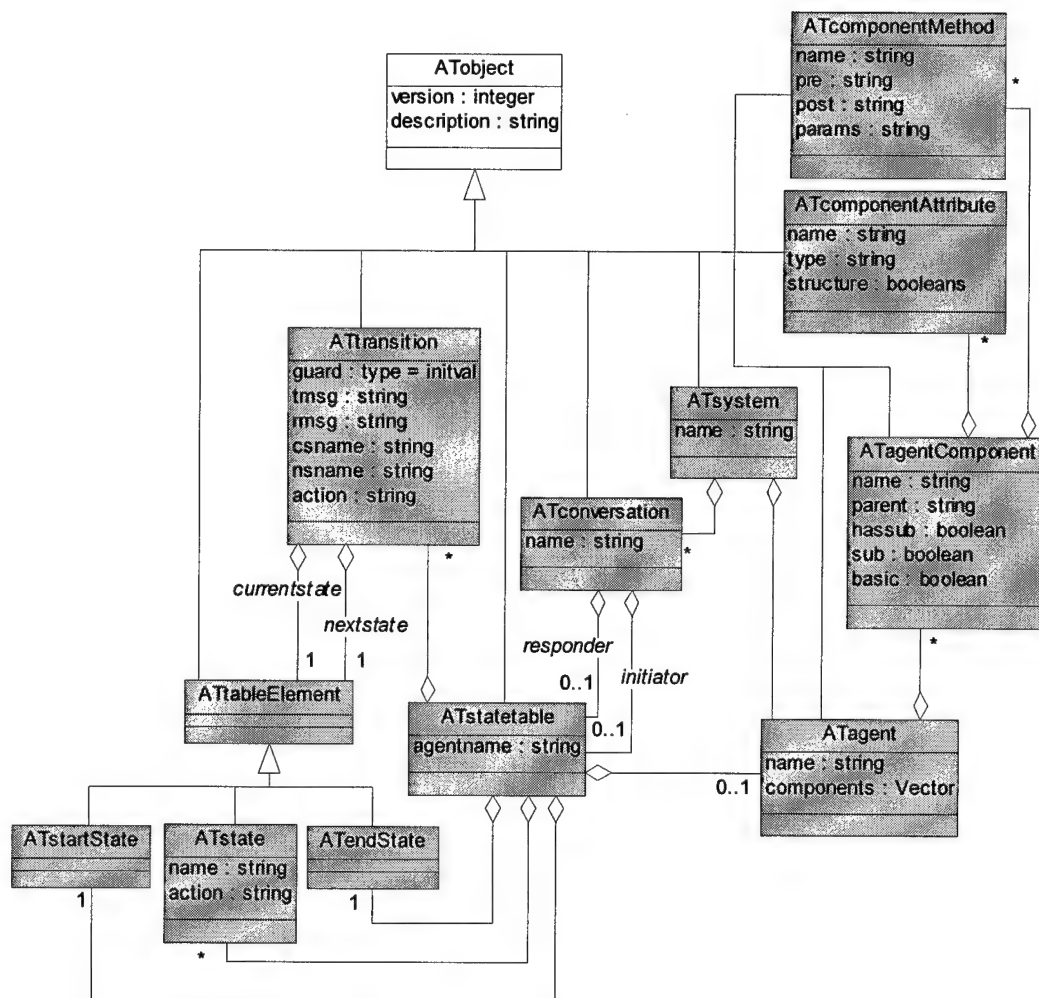 ATcomponentMethod
name : string
pre : string
post : string
params : string
*
ATobject
version : integer
description : string
ATcomponentAttribute
name : string
type : string
structure : booleans
*
ATtransition
guard : type = initval
tmsg : string
rmsg : string
csname : string
nsname : string
action : string
*
ATsystem
name : string
ATagentComponent
name : string
parent : string
hassub : boolean
sub : boolean
basic : boolean
*
ATconversation
name : string
*
currentstate
nextstate
1
1
responder
initiator
0..1
0..1
ATtableElement
ATstatetable
agentname : string
ATagent
name : string
components : Vector
0..1
ATstartState
1
ATstate
name : string
action : string
*
ATendState
1